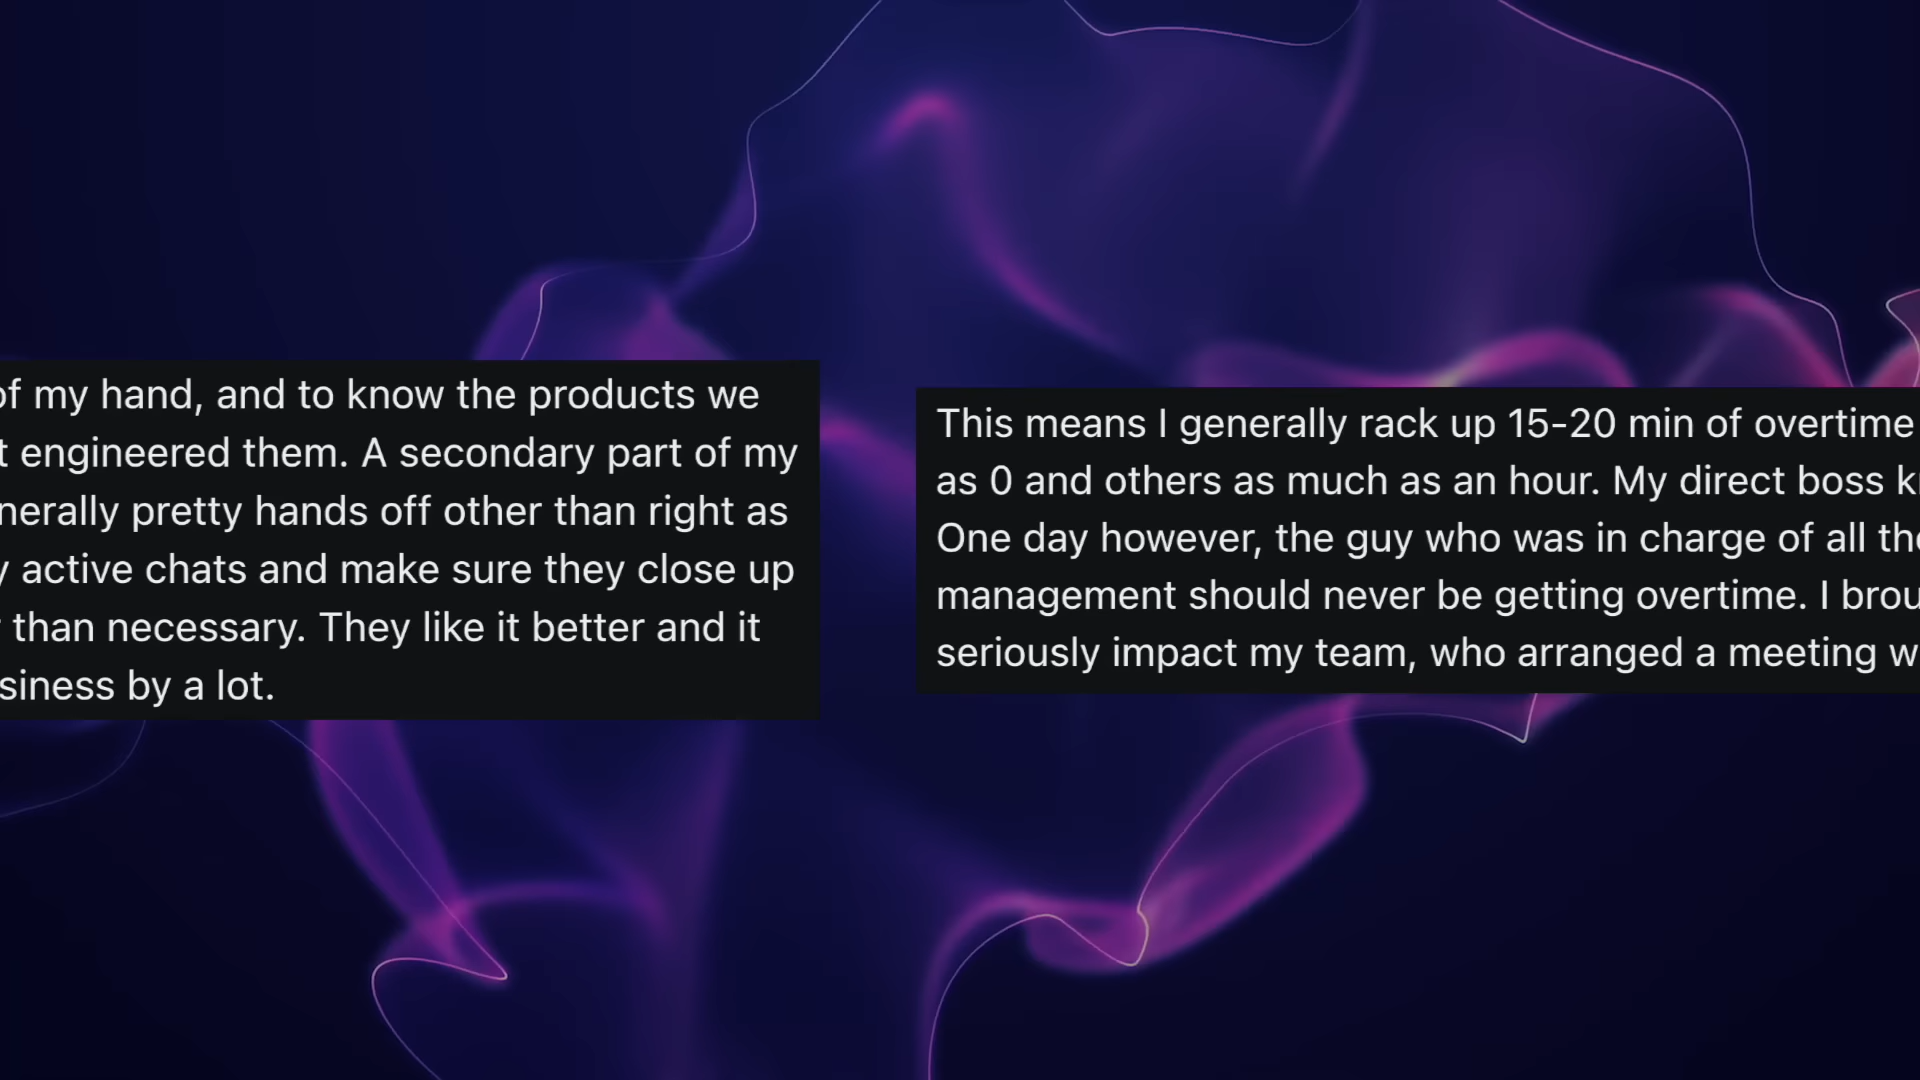 of my hand, and to know the products we
t engineered them. A secondary part of my
nerally pretty hands off other than right as
y active chats and make sure they close up
than necessary. They like it better and it
siness by a lot.
This means I generally rack up 15-20 min of overtime
as 0 and others as much as an hour. My direct boss k
One day however, the guy who was in charge of all the
management should never be getting overtime. I brou
seriously impact my team, who arranged a meeting w